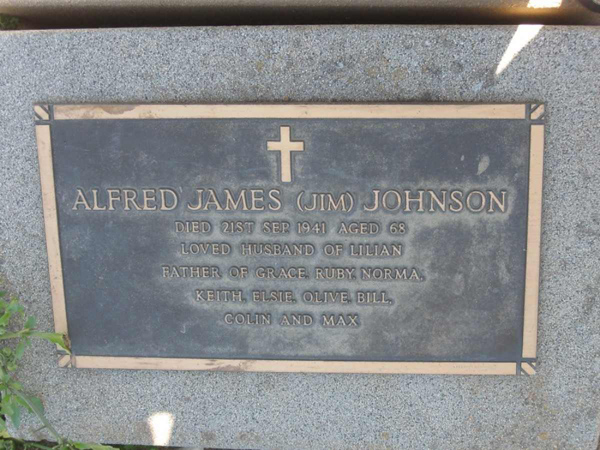 ALFRED JAMES (JIM) JOHNSON
DIED 21ST SEP. 1941 AGED 68
LOVED HUSBAND OF LILIAN
FATHER OF GRACE, RUBY, NORMA,
KEITH, ELSIE, OLIVE, BILL,
COLIN AND MAX